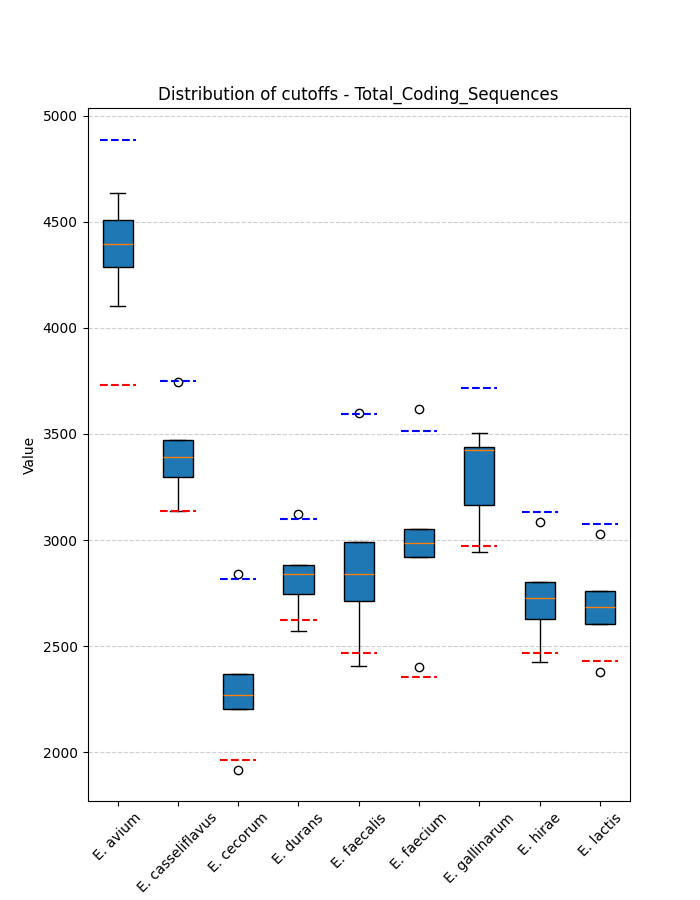 Distribution of cutoffs - Total_Coding_Sequences
5000
4500
4000
3500
3000
2500
2000
Value
E. avium
E. casseliflavus
E. cecorum
E. durans
E. faecalis
E. faecium
E. gallinarum
E. hirae
E. lactis